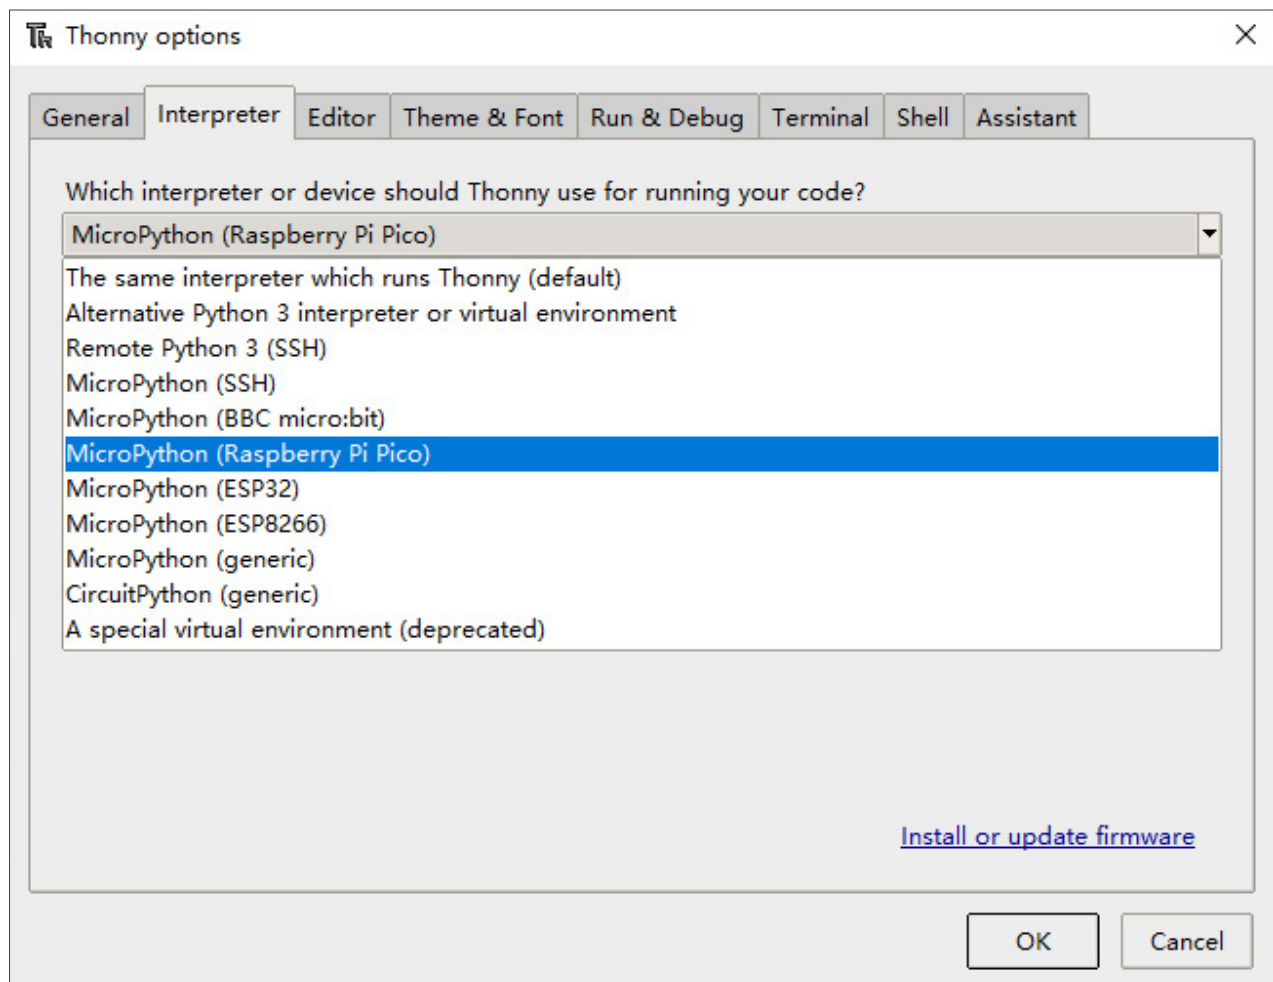 Thonny options
General Interpreter Editor Theme & Font Run & Debug Terminal Shell Assistant
Which interpreter or device should Thonny use for running your code?
MicroPython (Raspberry Pi Pico)
The same interpreter which runs Thonny (default)
Alternative Python 3 interpreter or virtual environment
Remote Python 3 (SSH)
MicroPython (SSH)
MicroPython (BBC micro:bit)
MicroPython (Raspberry Pi Pico)
MicroPython (ESP32)
MicroPython (ESP8266)
MicroPython (generic)
CircuitPython (generic)
A special virtual environment (deprecated)
Install or update firmware
OK Cancel